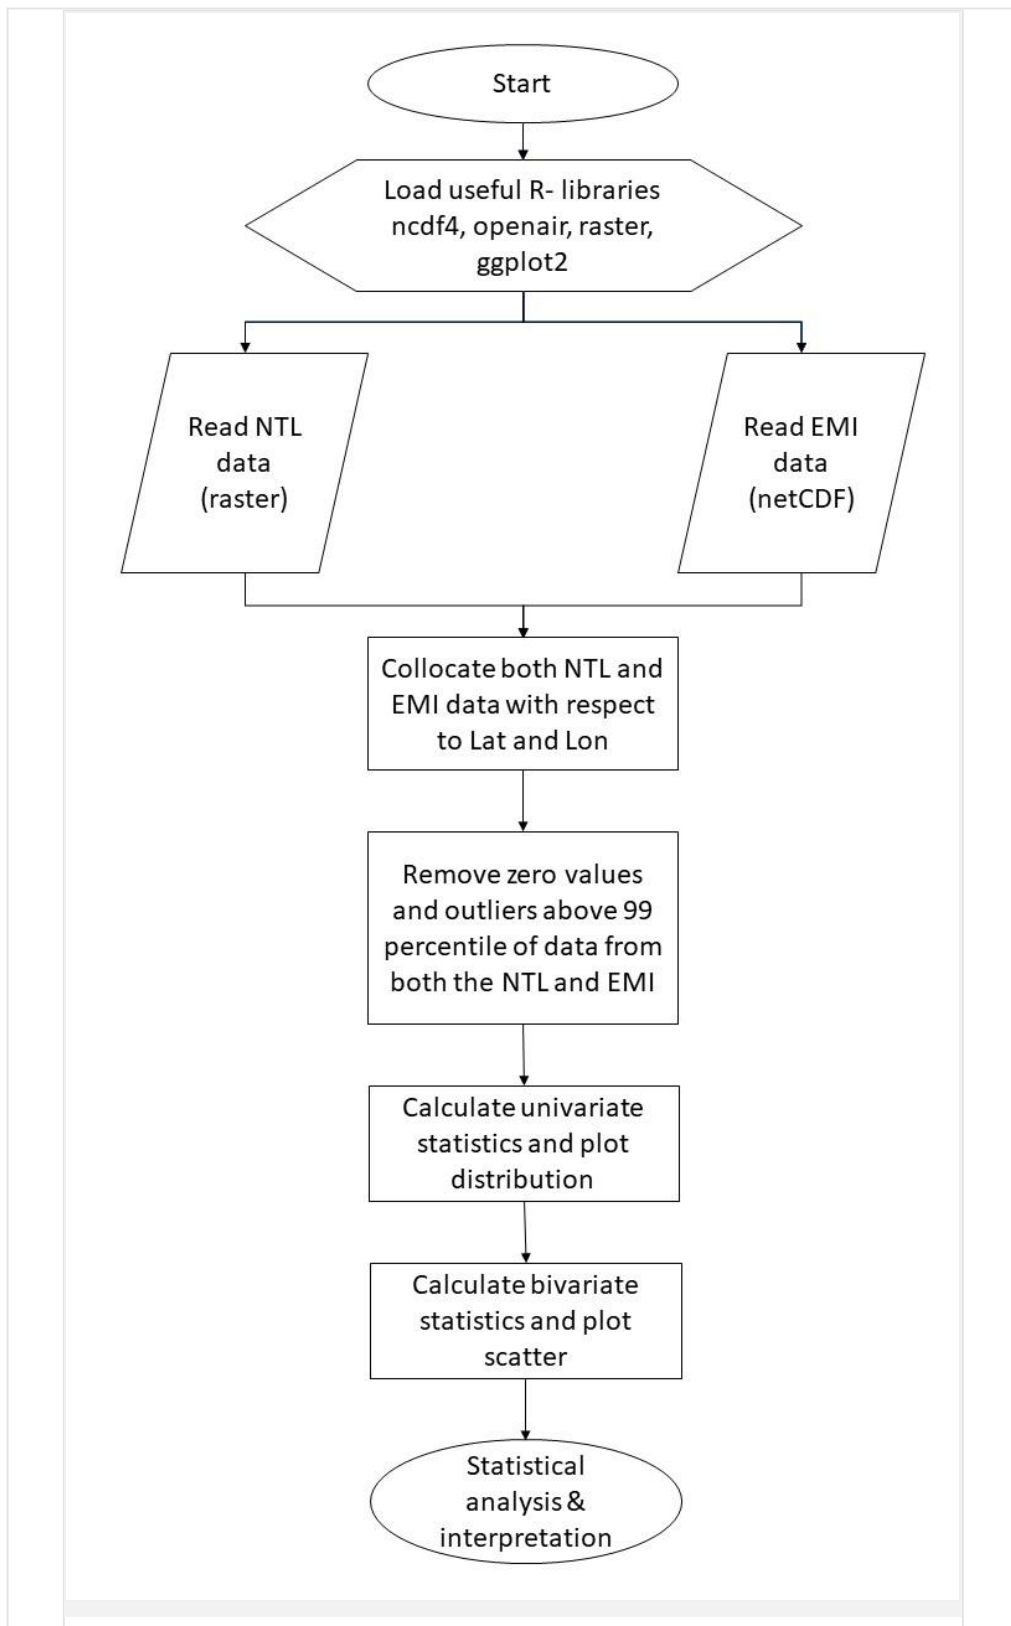 Start
Load useful R- libraries
ncdf4, openair, raster,
ggplot2
Read NTL
data
(raster)
Read EMI
data
(netCDF)
Collocate both NTL and
EMI data with respect
to Lat and Lon
Remove zero values
and outliers above 99
percentile of data from
both the NTL and EMI
Calculate univariate
statistics and plot
distribution
Calculate bivariate
statistics and plot
scatter
Statistical
analysis &
interpretation